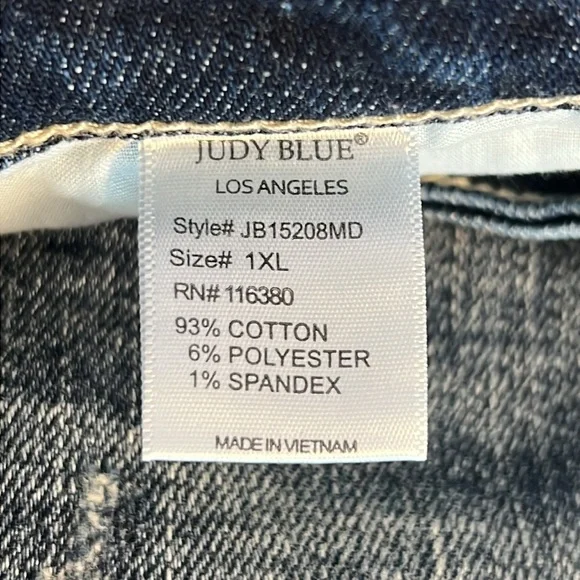 JUDY BLUE®
LOS ANGELES
Style# JB15208MD
Size# 1XL
RN# 116380
93% COTTON
6% POLYESTER
1% SPANDEX
MADE IN VIETNAM